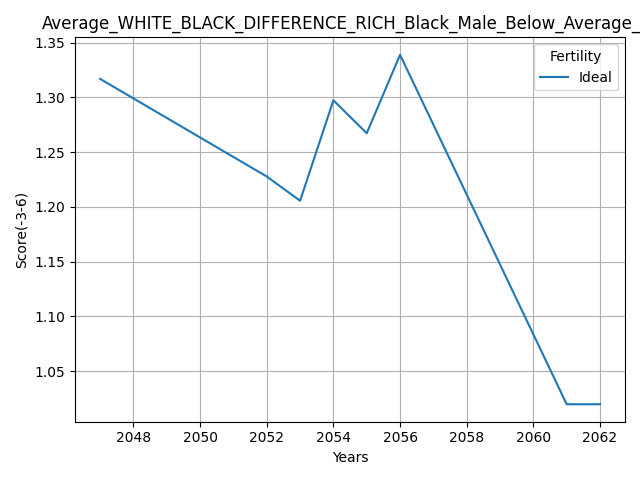 Average_WHITE_BLACK_DIFFERENCE_RICH_Black_Male_Below_Average_
1.35
1.30
1.25
1.20
1.15
1.10
1.05
Score(-3-6)
Fertility
Ideal
2048 2050 2052 2054 2056 2058 2060 2062
Years